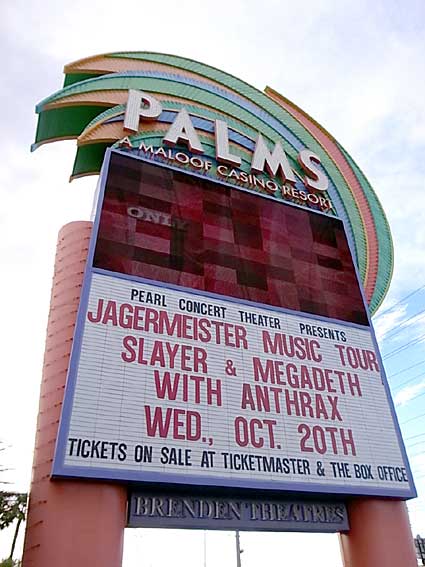 PALMS
A MALOOF CASINO RESORT
ONLY
PEARL CONCERT THEATER PRESENTS
JAGERMEISTER MUSIC TOUR
SLAYER & MEGADETH
WITH ANTHRAX
WED., OCT. 20TH
TICKETS ON SALE AT TICKETMASTER & THE BOX OFFICE
BRENDEN THEATRES